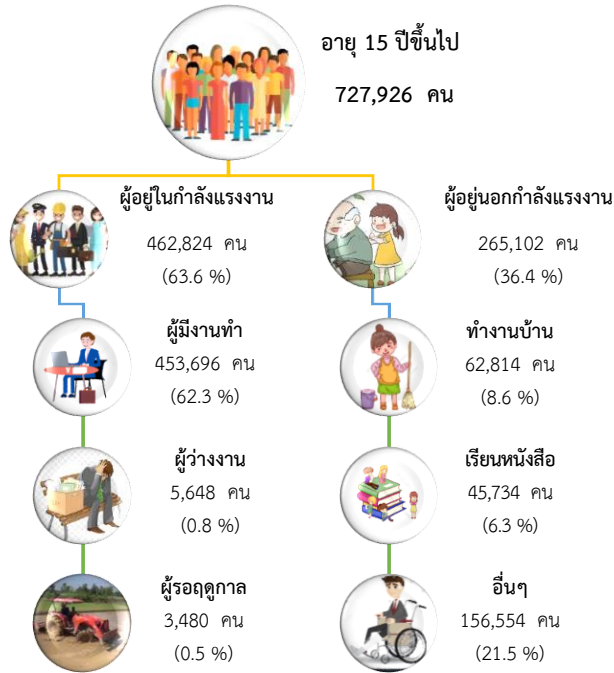 อายุ 15 ปีขึ้นไป
727,926 คน
ผู้อยู่ในกำลังแรงงาน
462,824 คน
(63.6 %)
ผู้อยู่นอกกำลังแรงงาน
265,102 คน
(36.4 %)
ผู้มีงานทำ
453,696 คน
(62.3 %)
ทำงานบ้าน
62,814 คน
(8.6 %)
ผู้ว่างงาน
5,648 คน
(0.8 %)
เรียนหนังสือ
45,734 คน
(6.3 %)
ผู้รอฤดูกาล
3,480 คน
(0.5 %)
อื่นๆ
156,554 คน
(21.5 %)